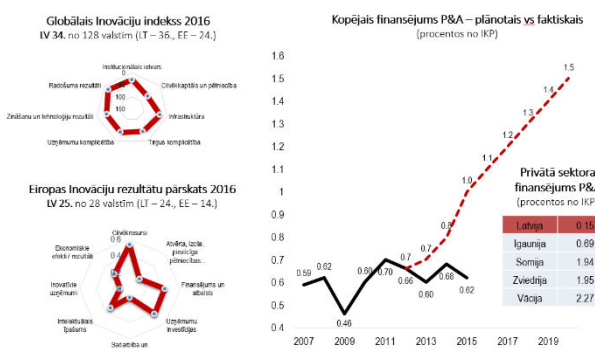 Globālais Inovāciju indekss 2016
LV 34. no 128 valstīm (LT – 36., EE – 24.)
Institucionālais ietvars
0
50
100
150
Radošuma rezultāti
Cilvēkkapitāls un pētniecība
Zināšanu un tehnoloģiju rezultāti
Infrastruktūra
Uzņēmumu komplicētība
Tirgus komplicētība
Eiropas Inovāciju rezultātu pārskats 2016
LV 25. no 28 valstīm (LT – 24., EE – 14.)
Cilvēkresursi
0.6
0.4
Ekonomiskie
efekti / rezultāti
Atvērta, izcila,
pievilcīga
pētniecības...
Inovatīvie
uzņēmumi
Finansējums un
atbalsts
Intelektuālais
īpašums
Uzņēmumu
investīcijas
Sadarbība un
Kopējais finansējums P&A – plānotais vs faktiskais
(procentos no IKP)
1.6
1.5
1.4
1.3
1.2
1.1
1
0.9
0.8
0.7
0.6
0.5
0.4
0.59
0.62
0.46
0.60
0.70
0.66
0.60
0.68
0.62
0.7
0.7
0.8
1.0
1.1
1.2
1.3
1.4
1.5
2007
2009
2011
2013
2015
2017
2019
Privātā sektora
finansējums P&A
(procentos no IKP
Latvija 0.15
Igaunija 0.69
Somija 1.94
Zviedrija 1.95
Vācija 2.27